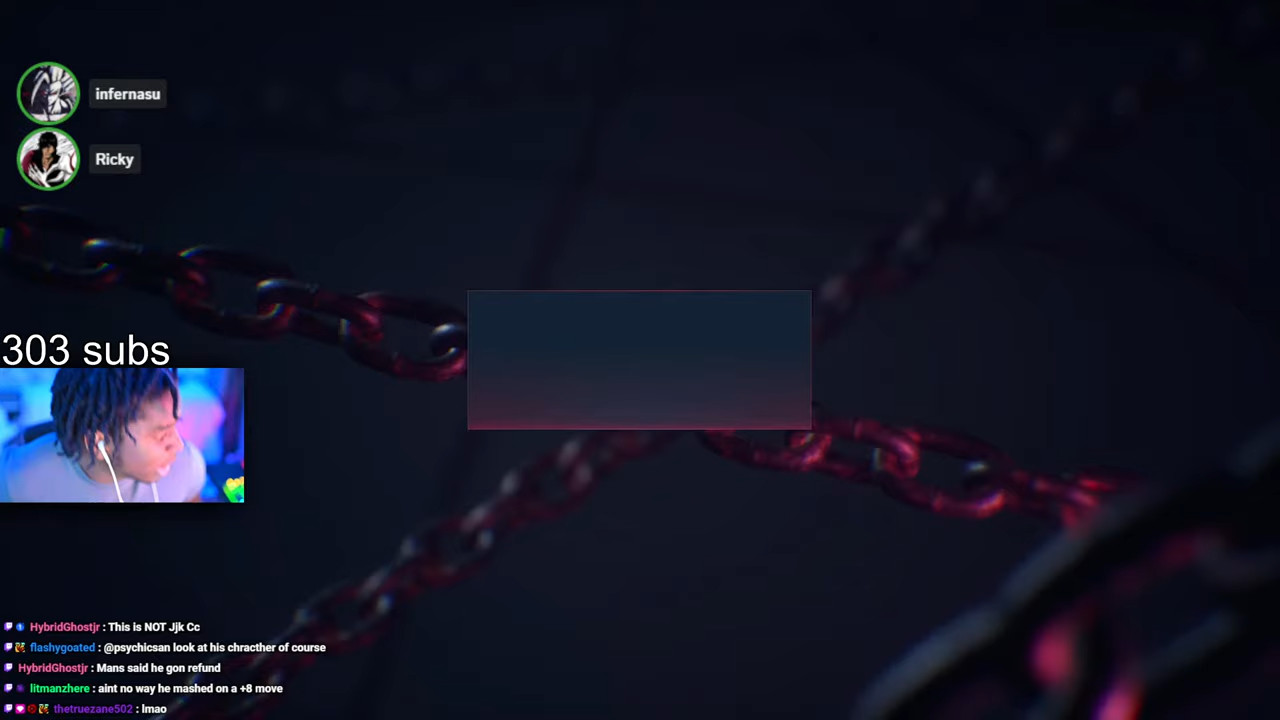 infernasu
Ricky
303 subs
HybridGhostjr : This is NOT Jjk Cc
flashygoated : @psychicsan look at his chracther of course
HybridGhostjr : Mans said he gon refund
litmanzhere : aint no way he mashed on a +8 move
thetruezane502 : lmao